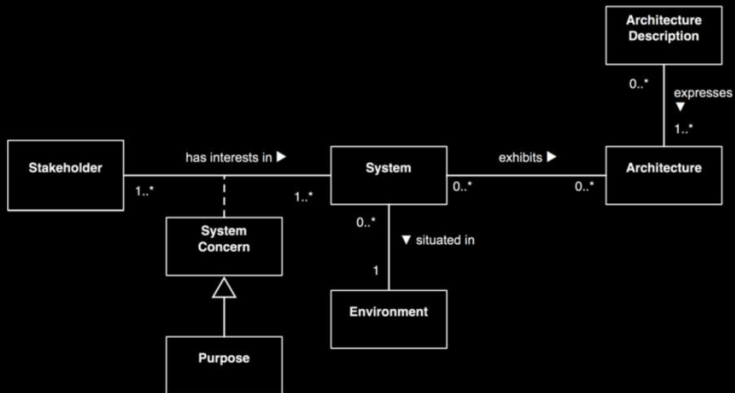 Architecture
Description
0..*
expresses
▼
1..*
Stakeholder
has interests in ▶
1..*
1..*
System
exhibits ▶
0..*
0..*
Architecture
System
Concern
0..*
▼ situated in
1
Environment
Purpose